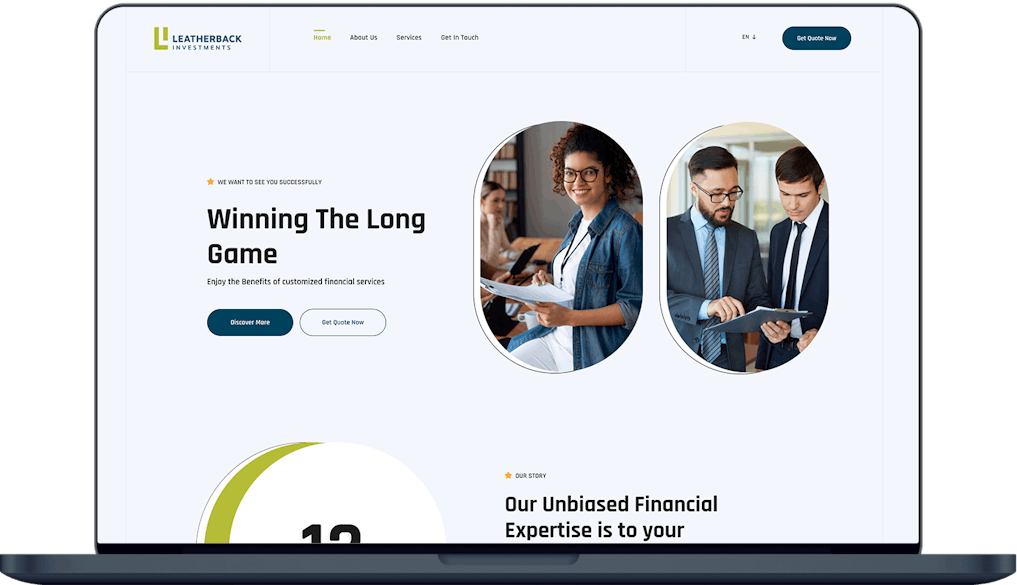 LEATHERBACK
INVESTMENTS
Home
About Us
Services
Get In Touch
EN
Get Quote Now
WE WANT TO SEE YOU SUCCESSFULLY
Winning The Long
Game
Enjoy the Benefits of customized financial services
Discover More
Get Quote Now
OUR STORY
Our Unbiased Financial
Expertise is to your